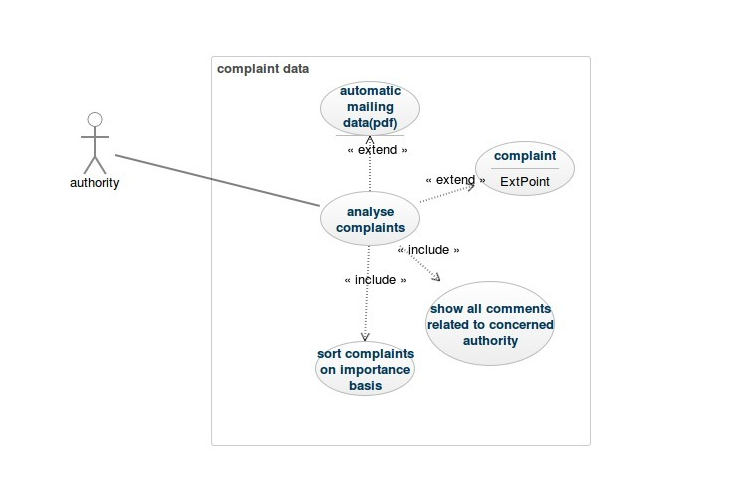 complaint data
automatic
mailing
data(pdf)
« extend »
complaint
ExtPoint
« extend »
authority
analyse
complaints
« include »
« include »
show all comments
related to concerned
authority
sort complaints
on importance
basis